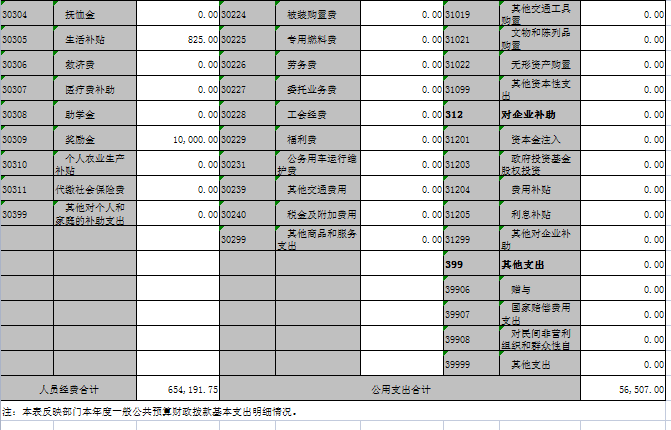 30304 抚恤金 0.00 30224 被装购置费 0.00 31019 其他交通工具购置 0.00
30305 生活补贴 825.00 30225 专用燃料费 0.00 31021 文物和陈列品购置 0.00
30306 救济费 0.00 30226 劳务费 0.00 31022 无形资产购置 0.00
30307 医疗费补助 0.00 30227 委托业务费 0.00 31099 其他资本性支出 0.00
30308 助学金 0.00 30228 工会经费 0.00 312 对企业补助 0.00
30309 奖励金 10,000.00 30229 福利费 0.00 31201 资本金注入 0.00
30310 个人农业生产补贴 0.00 30231 公务用车运行维护费 0.00 31203 政府投资基金股权投资 0.00
30311 代缴社会保险费 0.00 30239 其他交通费用 0.00 31204 费用补贴 0.00
30399 其他对个人和家庭的补助支出 0.00 30240 税金及附加费用 0.00 31205 利息补贴 0.00
30299 其他商品和服务支出 0.00 31299 其他对企业补助 0.00
399 其他支出 0.00
39906 赠与 0.00
39907 国家赔偿费用支出 0.00
39908 对民间非营利组织和群众性自 0.00
39999 其他支出 0.00
人员经费合计 654,191.75 公用支出合计 56,507.00
注：本表反映部门本年度一般公共预算财政拨款基本支出明细情况。